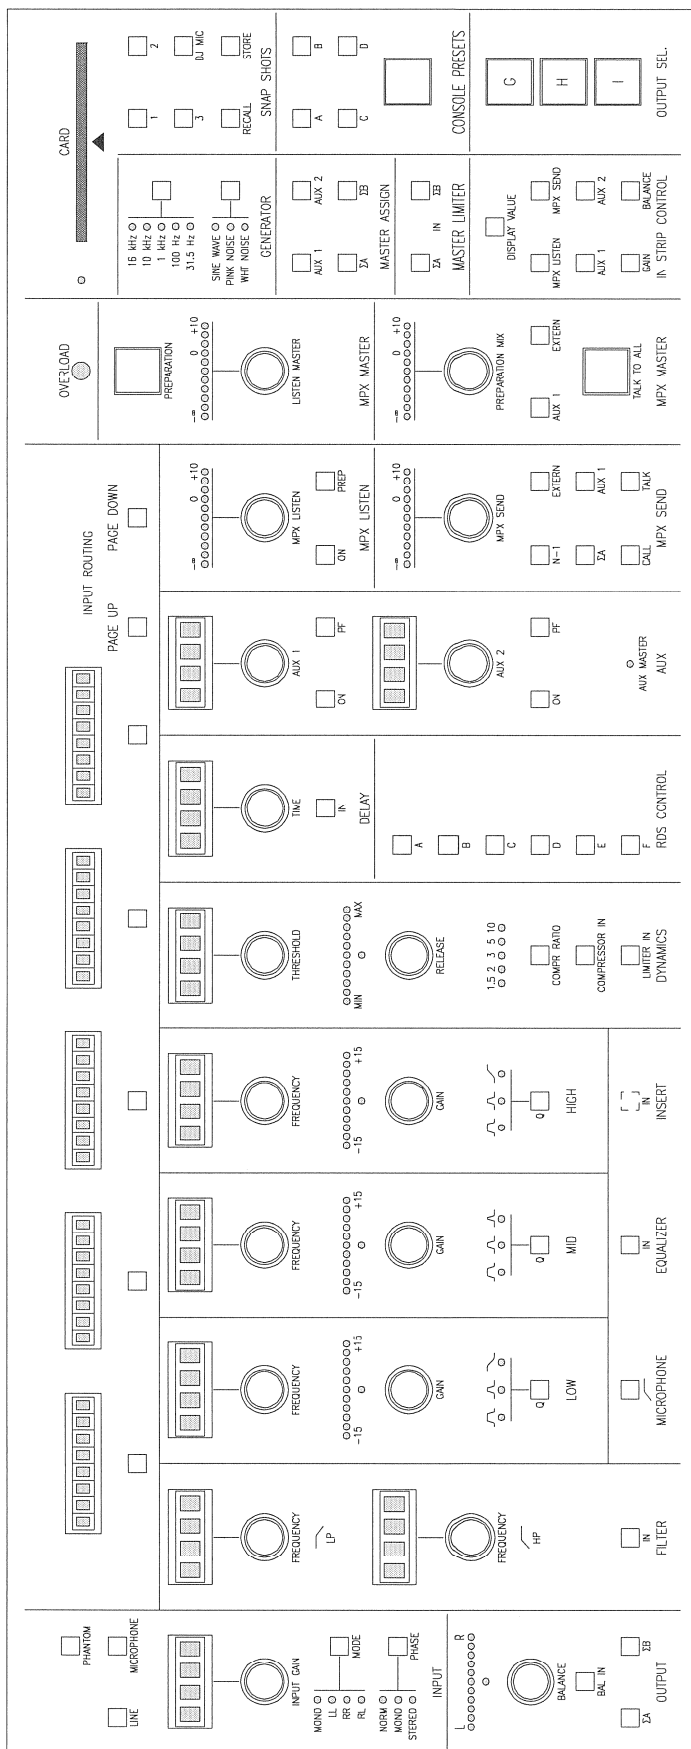 PHANTOM
LINE
MICROPHONE
INPUT GAIN
MONO
LL
RR
RL
MODE
NORM
MONO
STEREO
PHASE
INPUT
L
R
BALANCE
BAL IN
ΣA
ΣB
OUTPUT
INPUT ROUTING
PAGE UP
PAGE DOWN
FREQUENCY
LP
FREQUENCY
HP
IN
FILTER
FREQUENCY
-15
+15
GAIN
Q
LOW
MICROPHONE
FREQUENCY
-15
+15
GAIN
Q
MID
IN
EQUALIZER
FREQUENCY
-15
+15
GAIN
Q
HIGH
IN
INSERT
THRESHOLD
MIN
MAX
RELEASE
1.5 2 3 5 10
COMPR RATIO
COMPRESSOR IN
LIMITER IN
DYNAMICS
TIME
IN
DELAY
A
B
C
D
E
F
RDS CONTROL
AUX 1
ON
PF
AUX 2
ON
PF
AUX MASTER
AUX
-∞ 0 +10
MPX LISTEN
ON
PREP
MPX LISTEN
-∞ 0 +10
MPX SEND
N-1
EXTERN
ΣA
AUX 1
CALL
TALK
MPX SEND
OVERLOAD
PREPARATION
-∞ 0 +10
LISTEN MASTER
MPX MASTER
-∞ 0 +10
PREPARATION MIX
AUX 1
EXTERN
TALK TO ALL
MPX MASTER
CARD
16 kHz
10 kHz
1 kHz
100 Hz
31.5 Hz
SINE WAVE
PINK NOISE
WHT NOISE
GENERATOR
1
2
3
DJ MIC
RECALL
STORE
SNAP SHOTS
AUX 1
AUX 2
ΣA
ΣB
MASTER ASSIGN
ΣA
IN
ΣB
MASTER LIMITER
A
B
C
D
CONSOLE PRESETS
DISPLAY VALUE
MPX LISTEN
MPX SEND
AUX 1
AUX 2
GAIN
BALANCE
IN STRIP CONTROL
G
H
I
OUTPUT SEL.